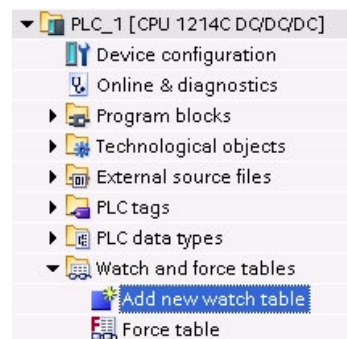 PLC_1 [CPU 1214C DC/DC/DC]
Device configuration
Online & diagnostics
Program blocks
Technological objects
External source files
PLC tags
PLC data types
Watch and force tables
Add new watch table
Force table